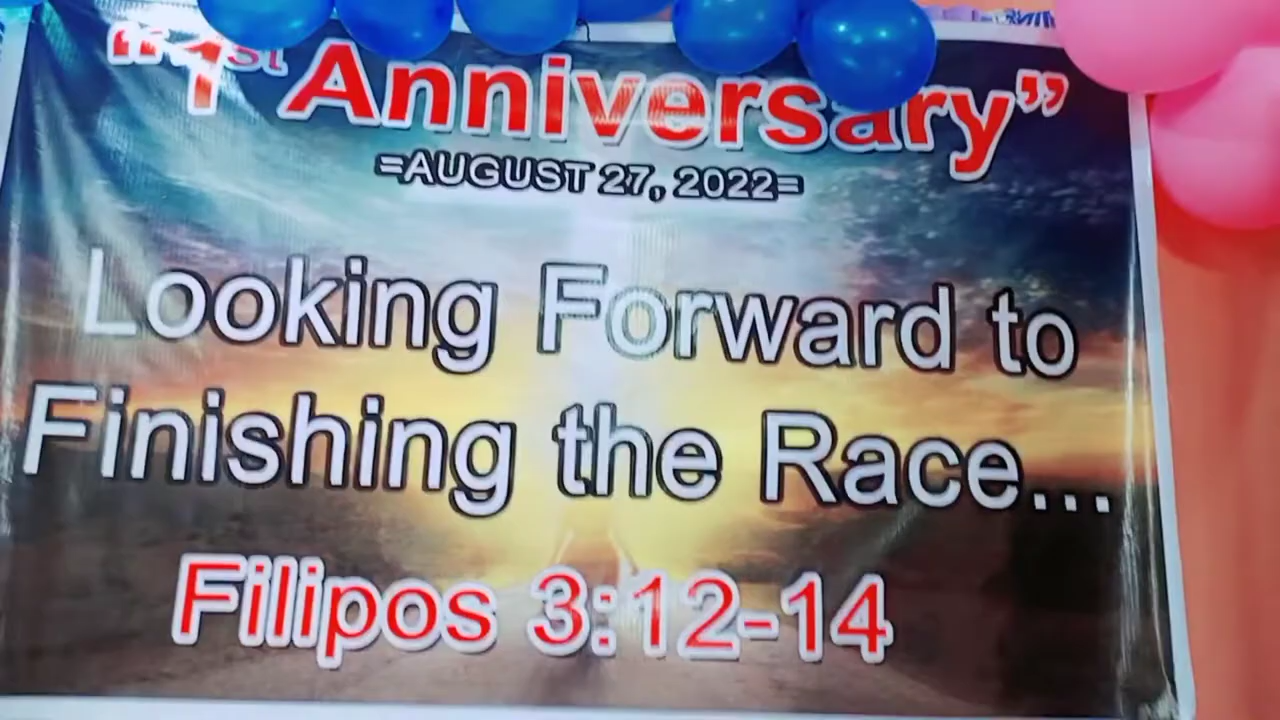 "1st Anniversary"
=AUGUST 27, 2022=
Looking Forward to
Finishing the Race...
Filipos 3:12-14